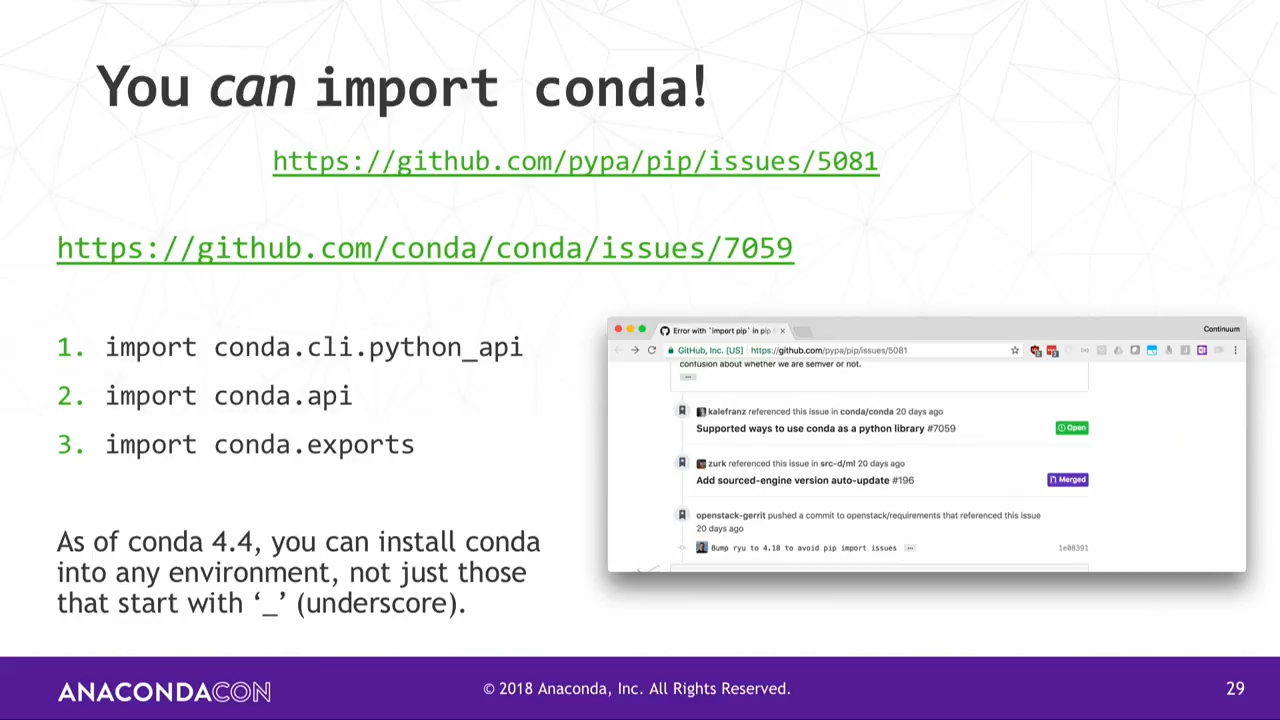 You can import conda!
https://github.com/pypa/pip/issues/5081
https://github.com/conda/conda/issues/7059
1. import conda.cli.python_api
2. import conda.api
3. import conda.exports
As of conda 4.4, you can install conda
into any environment, not just those
that start with ‘_’ (underscore).
Error with `import pip` in pip
Continuum
GitHub, Inc. [US] https://github.com/pypa/pip/issues/5081
confusion about whether we are semver or not.
kalefranz referenced this issue in conda/conda 20 days ago
Supported ways to use conda as a python library #7059
Open
zurk referenced this issue in src-d/ml 20 days ago
Add sourced-engine version auto-update #196
Merged
openstack-gerrit pushed a commit to openstack/requirements that referenced this issue
20 days ago
Bump ryu to 4.18 to avoid pip import issues
1e08391
ANACONDACON
© 2018 Anaconda, Inc. All Rights Reserved.
29